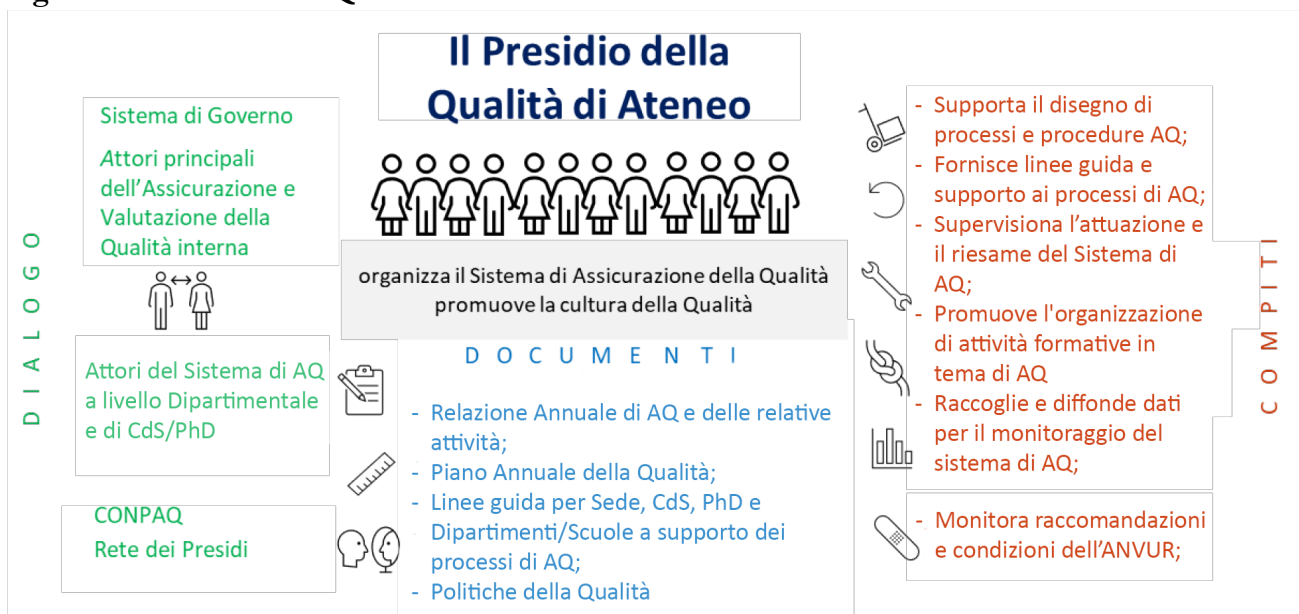 Il Presidio della
Qualità di Ateneo
DIALOGO
Sistema di Governo
Attori principali
dell'Assicurazione e
Valutazione della
Qualità interna
Attori del Sistema di AQ
a livello Dipartimentale
e di CdS/PhD
CONPAQ
Rete dei Presidi
organizza il Sistema di Assicurazione della Qualità
promuove la cultura della Qualità
DOCUMENTI
- Relazione Annuale di AQ e delle relative
attività;
- Piano Annuale della Qualità;
- Linee guida per Sede, CdS, PhD e
- Dipartimenti/Scuole a supporto dei
processi di AQ;
- Politiche della Qualità
- Supporta il disegno di
processi e procedure AQ;
- Fornisce linee guida e
supporto ai processi di AQ;
- Supervisiona l'attuazione e
il riesame del Sistema di
AQ;
- Promuove l'organizzazione
di attività formative in
tema di AQ
- Raccoglie e diffonde dati
per il monitoraggio del
sistema di AQ;
- Monitora raccomandazioni
e condizioni dell'ANVUR;
COMPITI